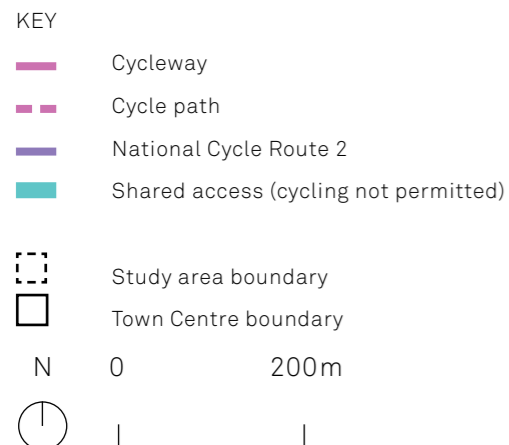 KEY
Cycleway
Cycle path
National Cycle Route 2
Shared access (cycling not permitted)
Study area boundary
Town Centre boundary
N 0 200m